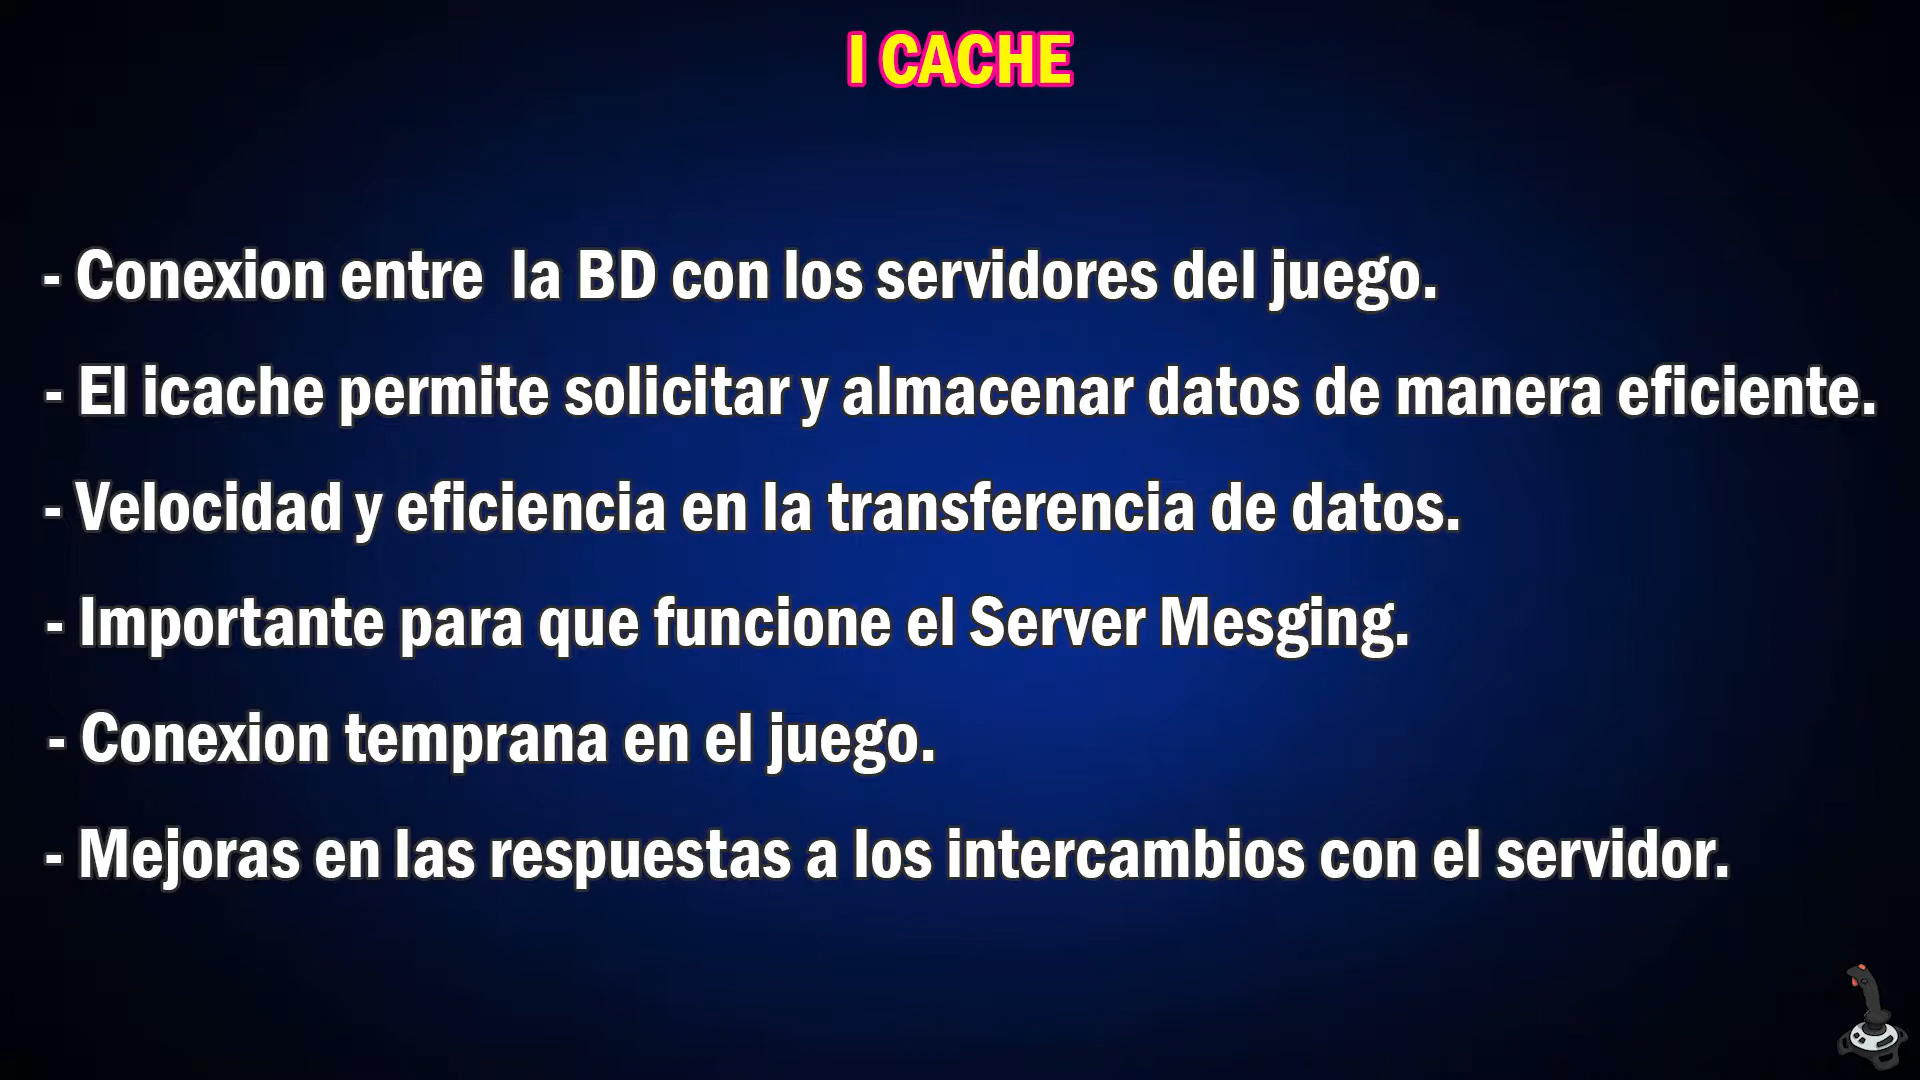 I CACHE
- Conexion entre  la BD con los servidores del juego.
- El icache permite solicitar y almacenar datos de manera eficiente.
- Velocidad y eficiencia en la transferencia de datos.
- Importante para que funcione el Server Mesging.
- Conexion temprana en el juego.
- Mejoras en las respuestas a los intercambios con el servidor.